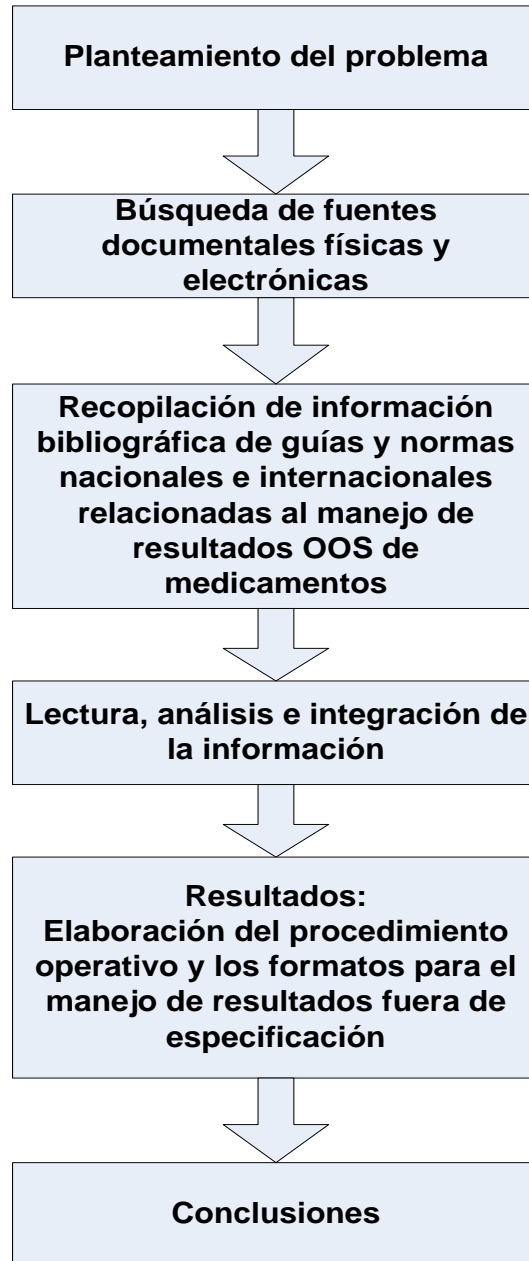 Planteamiento del problema
Búsqueda de fuentes
documentales físicas y
electrónicas
Recopilación de información
bibliográfica de guías y normas
nacionales e internacionales
relacionadas al manejo de
resultados OOS de
medicamentos
Lectura, análisis e integración de
la información
Resultados:
Elaboración del procedimiento
operativo y los formatos para el
manejo de resultados fuera de
especificación
Conclusiones